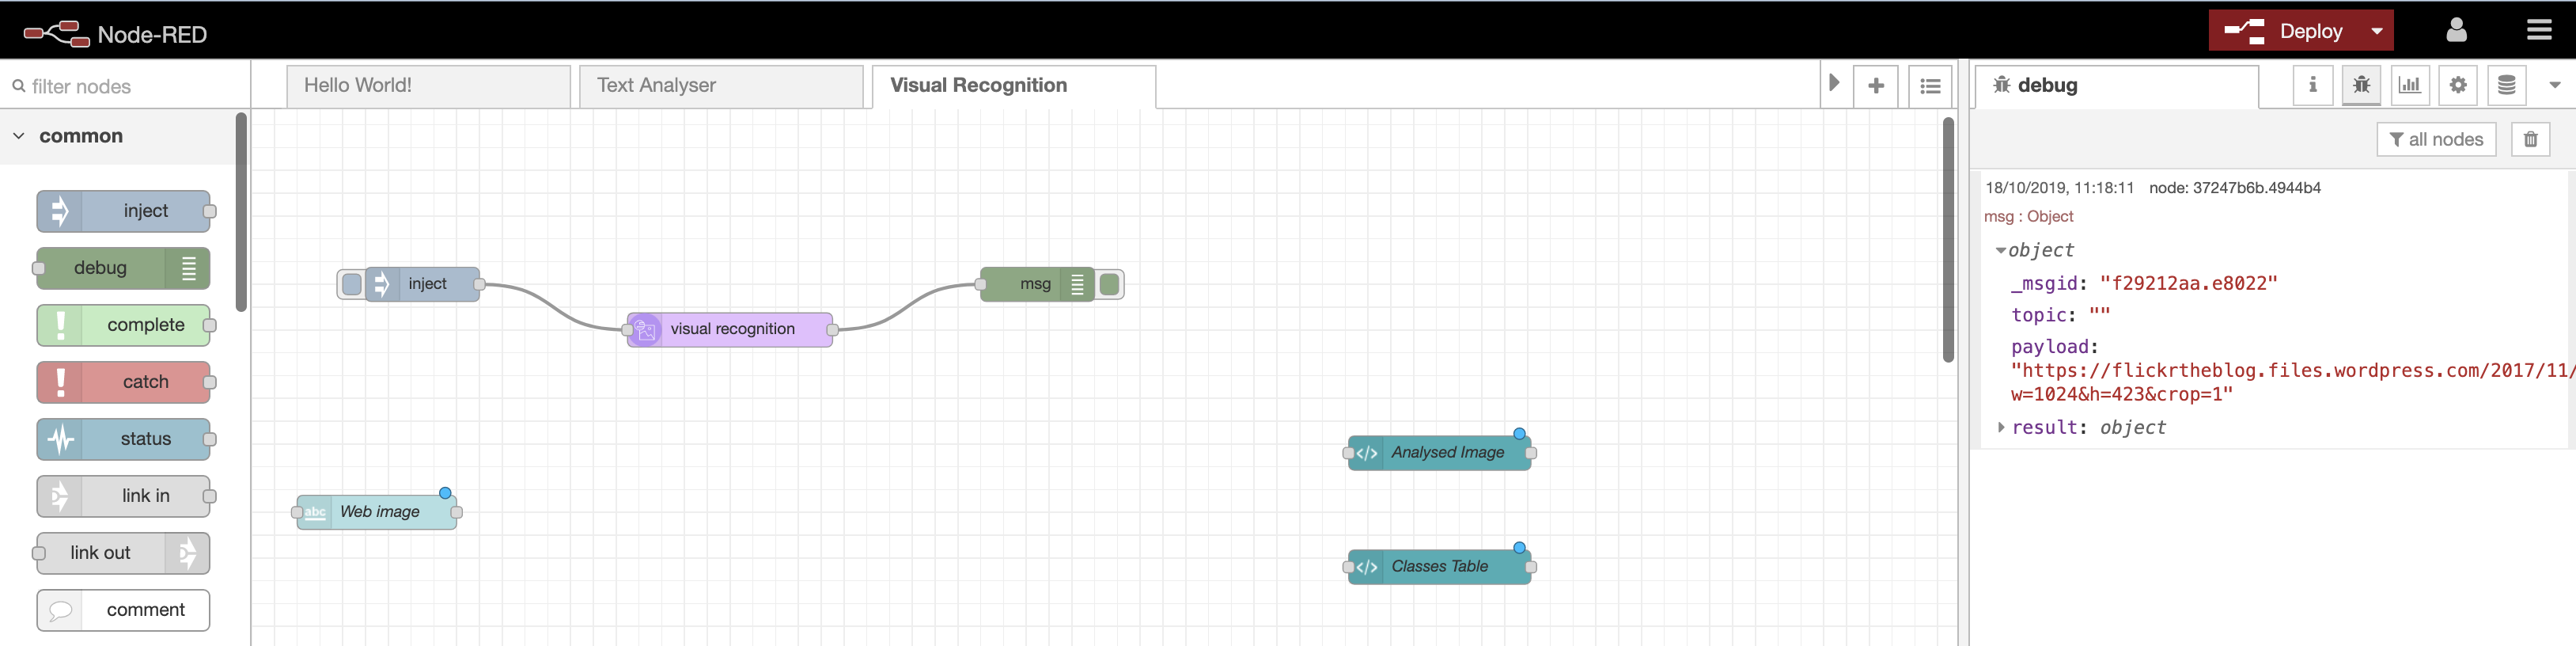 Node-RED
Deploy
filter nodes
Hello World!
Text Analyser
Visual Recognition
debug
common
all nodes
18/10/2019, 11:18:11 node: 37247b6b.4944b4
msg : Object
object
_msgid: "f29212aa.e8022"
topic: ""
payload:
"https://flickrtheblog.files.wordpress.com/2017/11/
w=1024&h=423&crop=1"
result: object
inject
debug
complete
catch
status
link in
link out
comment
inject
visual recognition
msg
abc Web image
</> Analysed Image
</> Classes Table